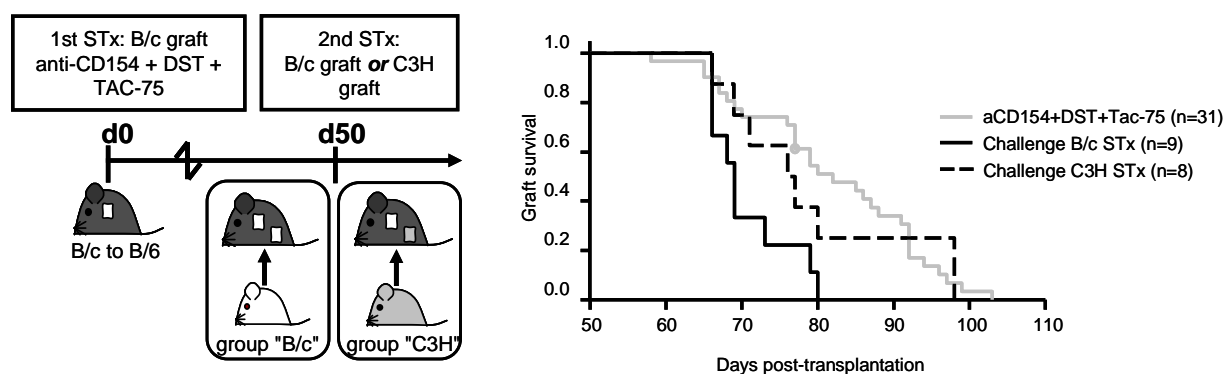 1st STx: B/c graft
anti-CD154 + DST +
TAC-75
2nd STx:
B/c graft or C3H
graft
d0
d50
B/c to B/6
group "B/c"
group "C3H"
1.0
0.8
0.6
0.4
0.2
0.0
Graft survival
50 60 70 80 90 100 110
Days post-transplantation
aCD154+DST+Tac-75 (n=31)
Challenge B/c STx (n=9)
Challenge C3H STx (n=8)